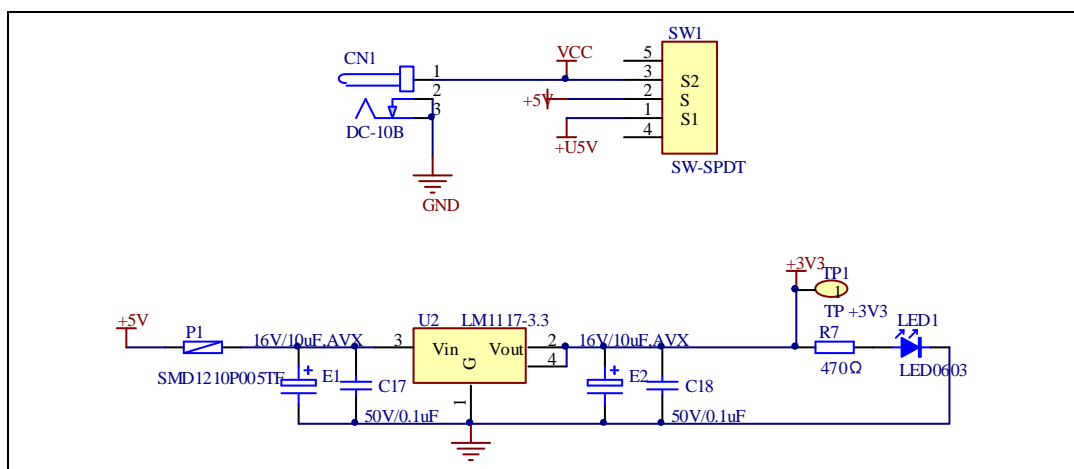 SW1
VCC
CN1
5
1
3
S2
2
+5V
2
S
3
1
S1
DC-10B
4
+U5V
SW-SPDT
GND
+3V3
TP1
1
TP +3V3
+5V
P1
U2
LM1117-3.3
R7
LED1
16V/10uF,AVX
3
Vin
Vout
2
16V/10uF,AVX
4
G
SMD1210P005TF
E1
C17
E2
C18
470Ω
LED0603
1
50V/0.1uF
50V/0.1uF